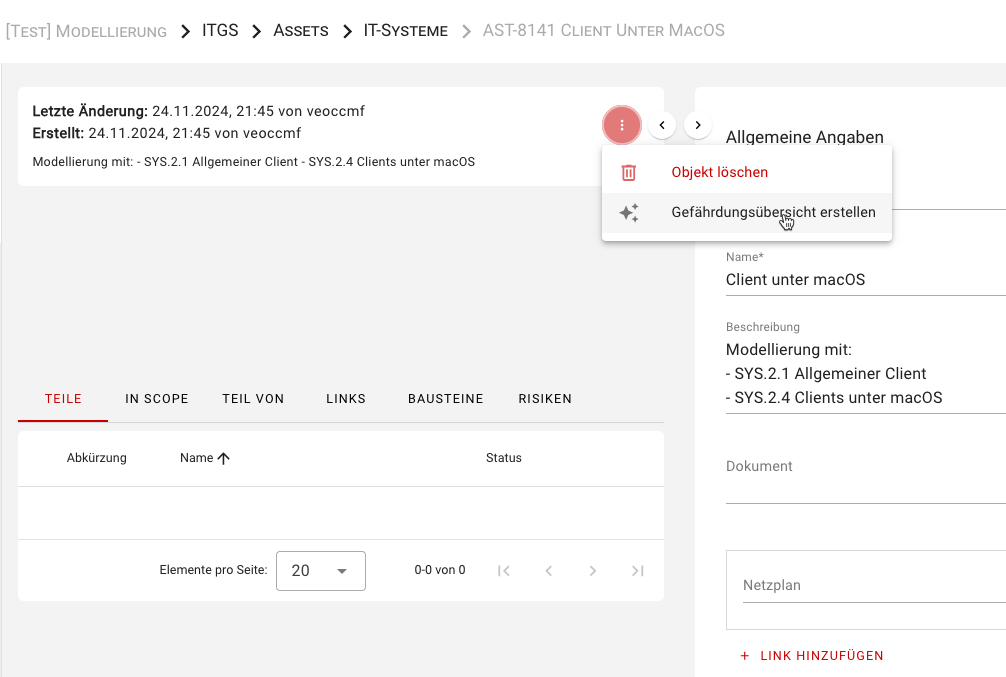 [Test] Modellierung > ITGS > Assets > IT-Systeme > AST-8141 Client Unter MacOS
Letzte Änderung: 24.11.2024, 21:45 von veoccmf
Erstellt: 24.11.2024, 21:45 von veoccmf
Modellierung mit: - SYS.2.1 Allgemeiner Client - SYS.2.4 Clients unter macOS
Objekt löschen
Gefährdungsübersicht erstellen
TEILE IN SCOPE TEIL VON LINKS BAUSTEINE RISIKEN
Abkürzung Name Status
Elemente pro Seite: 20 0-0 von 0
Allgemeine Angaben
Name*
Client unter macOS
Beschreibung
Modellierung mit:
- SYS.2.1 Allgemeiner Client
- SYS.2.4 Clients unter macOS
Dokument
Netzplan
+ LINK HINZUFÜGEN